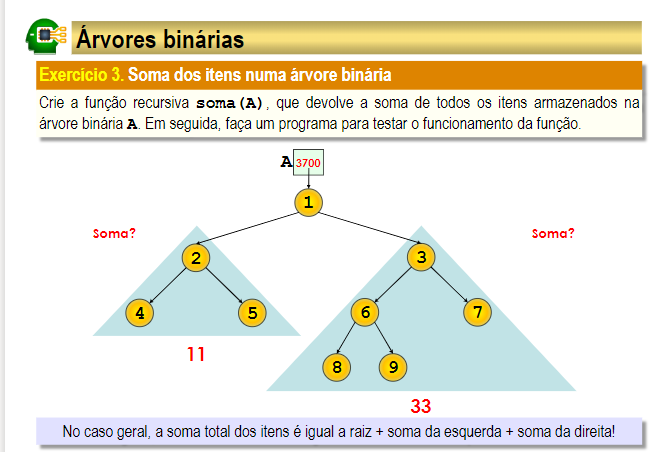 Árvores binárias
Exercício 3. Soma dos itens numa árvore binária
Crie a função recursiva soma(A), que devolve a soma de todos os itens armazenados na
árvore binária A. Em seguida, faça um programa para testar o funcionamento da função.
A 3700
1
Soma?
Soma?
2
3
4
5
6
7
11
8
9
33
No caso geral, a soma total dos itens é igual a raiz + soma da esquerda + soma da direita!